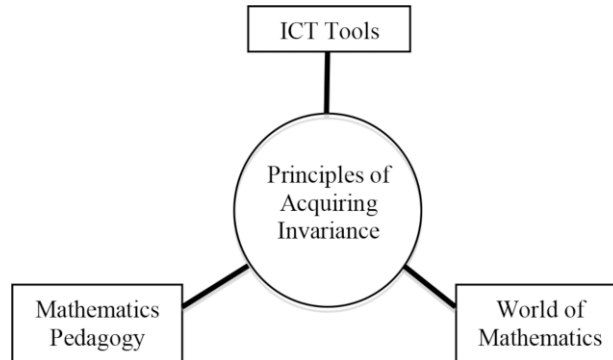 ICT Tools
Principles of
Acquiring
Invariance
Mathematics
Pedagogy
World of
Mathematics